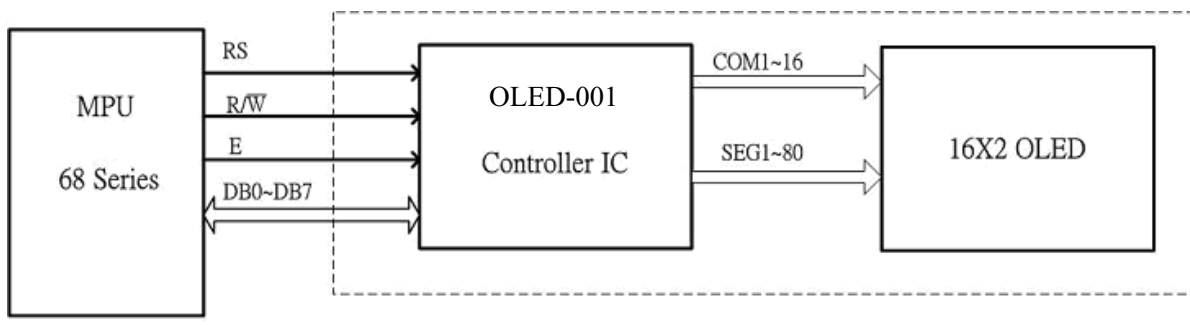 MPU
68 Series
RS
R/W̅
E
DB0~DB7
OLED-001
Controller IC
COM1~16
SEG1~80
16X2 OLED